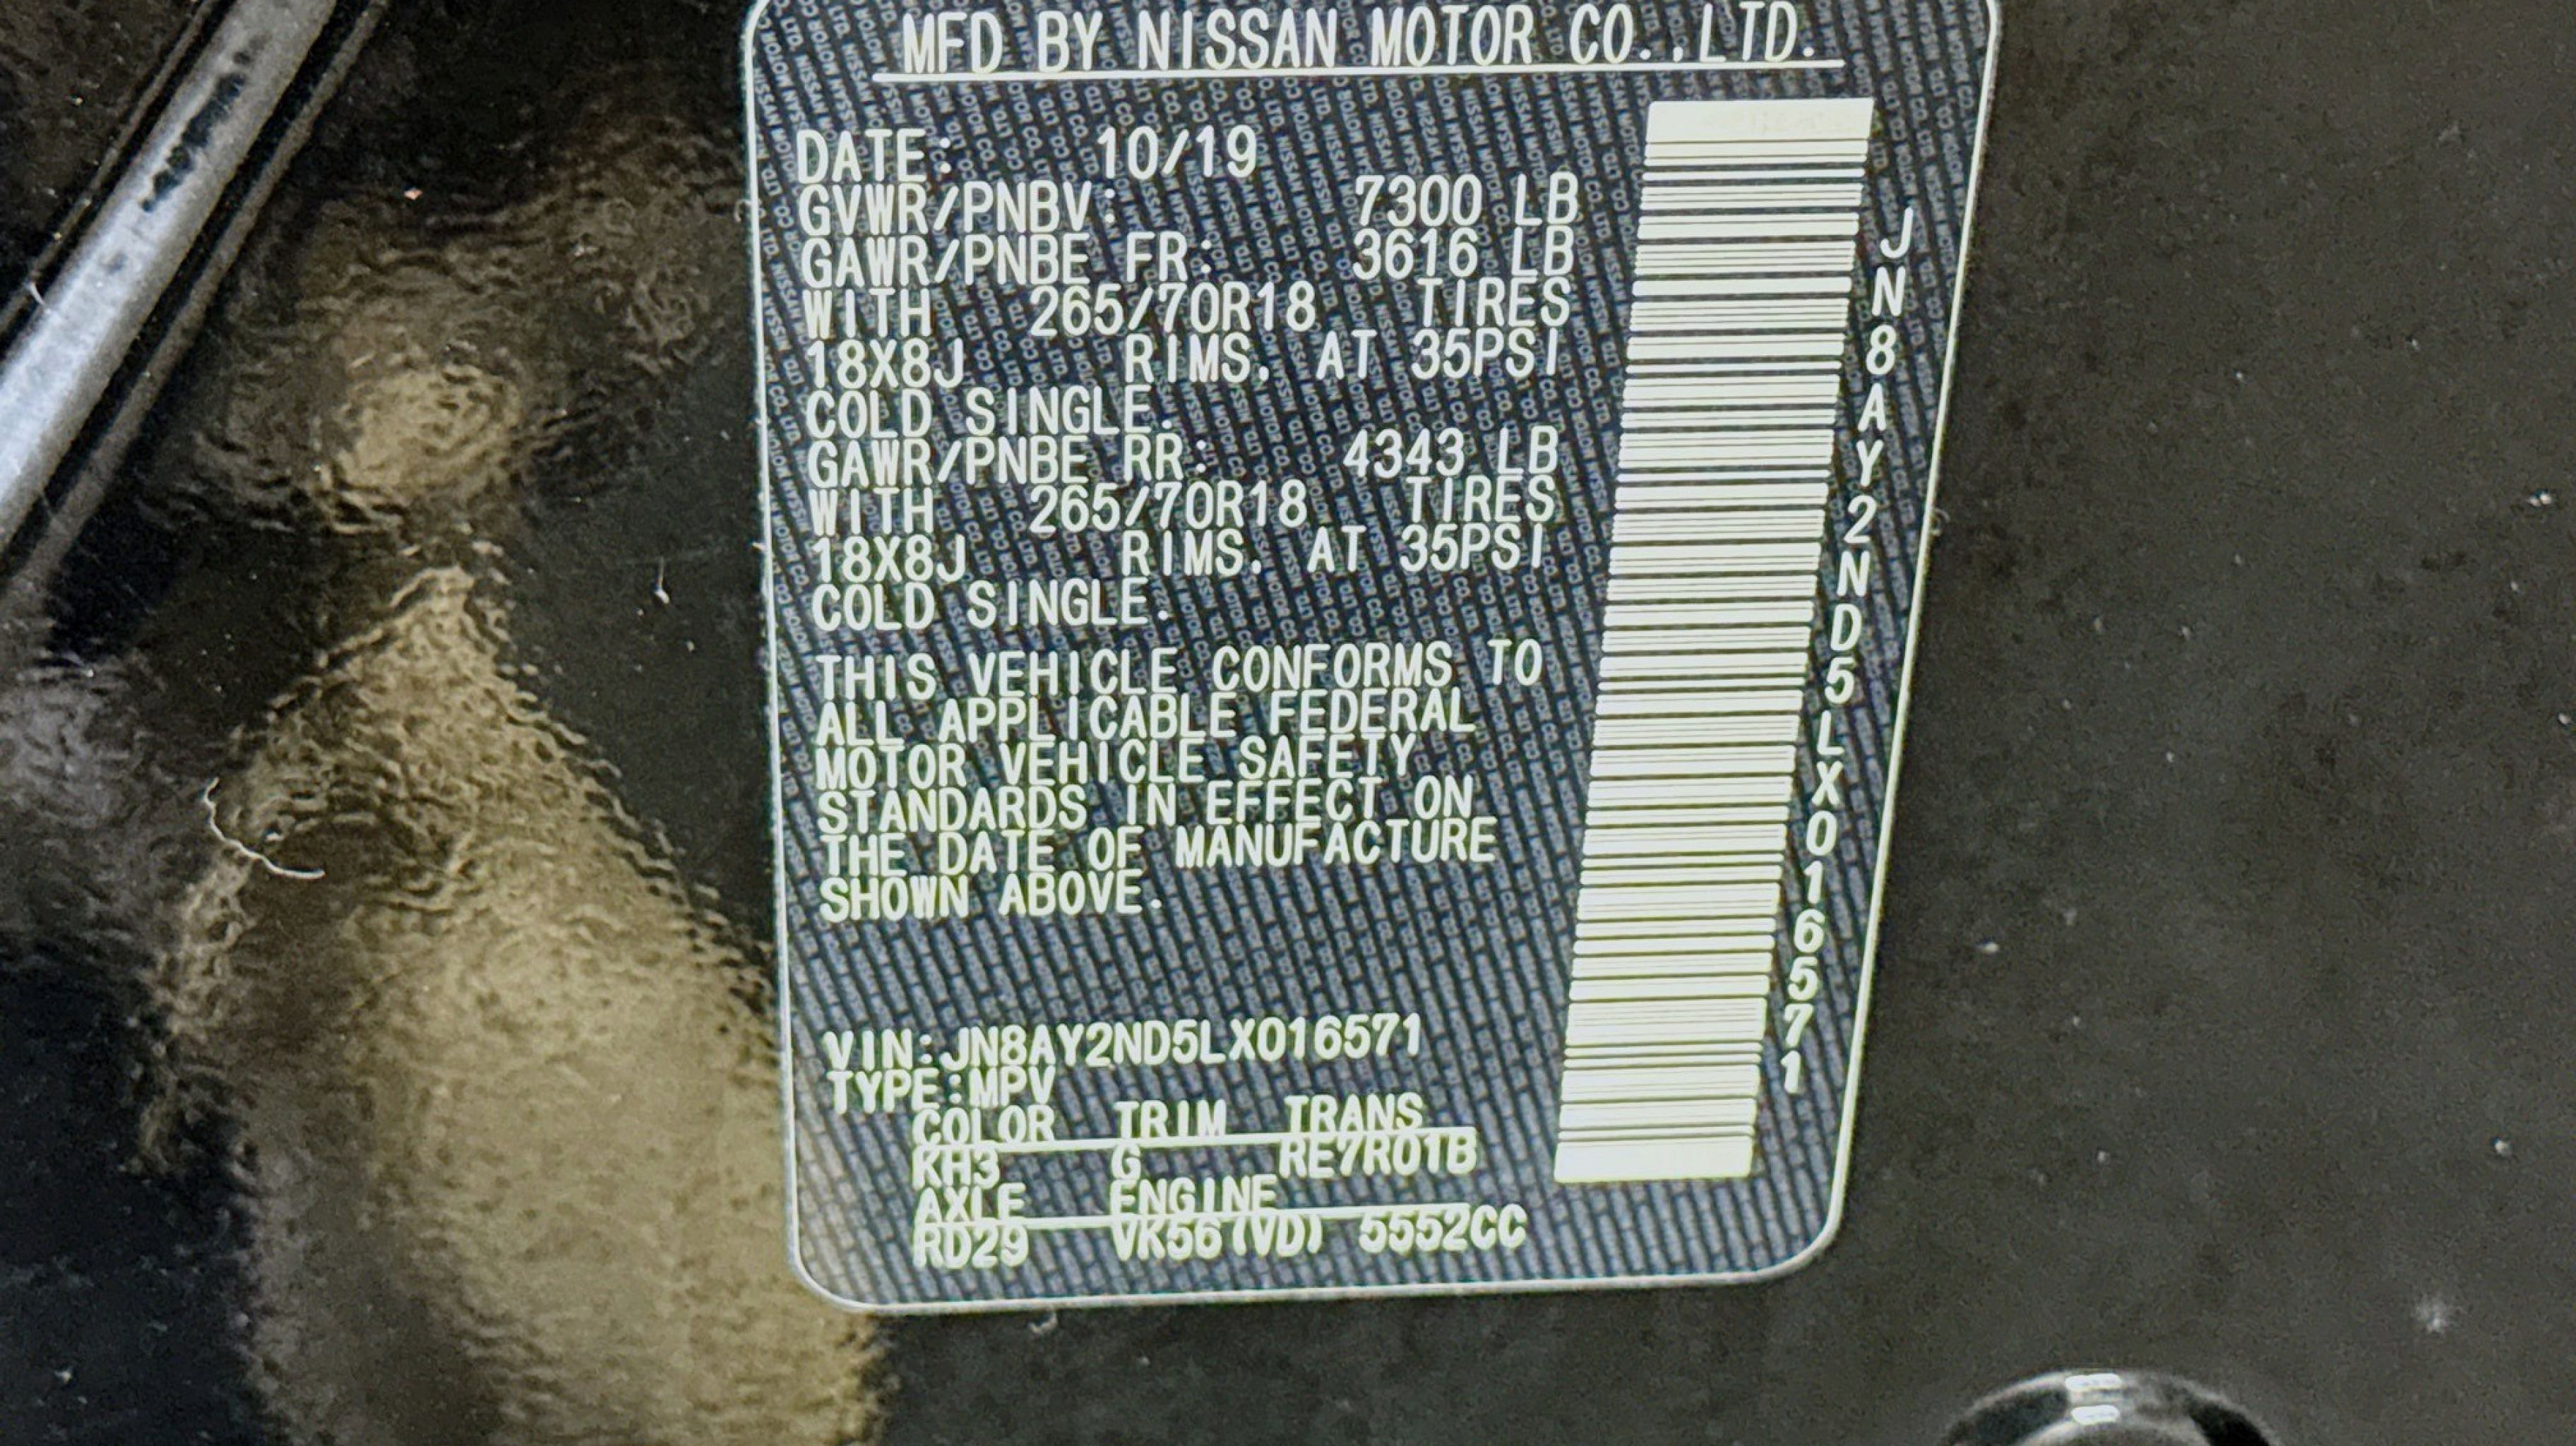 MFD BY NISSAN MOTOR CO.,LTD.
DATE: 10/19
GVWR/PNBV: 7300 LB
GAWR/PNBE FR: 3616 LB
WITH 265/70R18 TIRES
18X8J RIMS, AT 35PSI
COLD SINGLE.
GAWR/PNBE RR: 4343 LB
WITH 265/70R18 TIRES
18X8J RIMS, AT 35PSI
COLD SINGLE.
THIS VEHICLE CONFORMS TO
ALL APPLICABLE FEDERAL
MOTOR VEHICLE SAFETY
STANDARDS IN EFFECT ON
THE DATE OF MANUFACTURE
SHOWN ABOVE.
VIN:JN8AY2ND5LX016571
TYPE:MPV
COLOR TRIM TRANS
KH3 G RE7R01B
AXLE ENGINE
RD29 VK56(VD) 5552CC
JN8AY2ND5LX016571